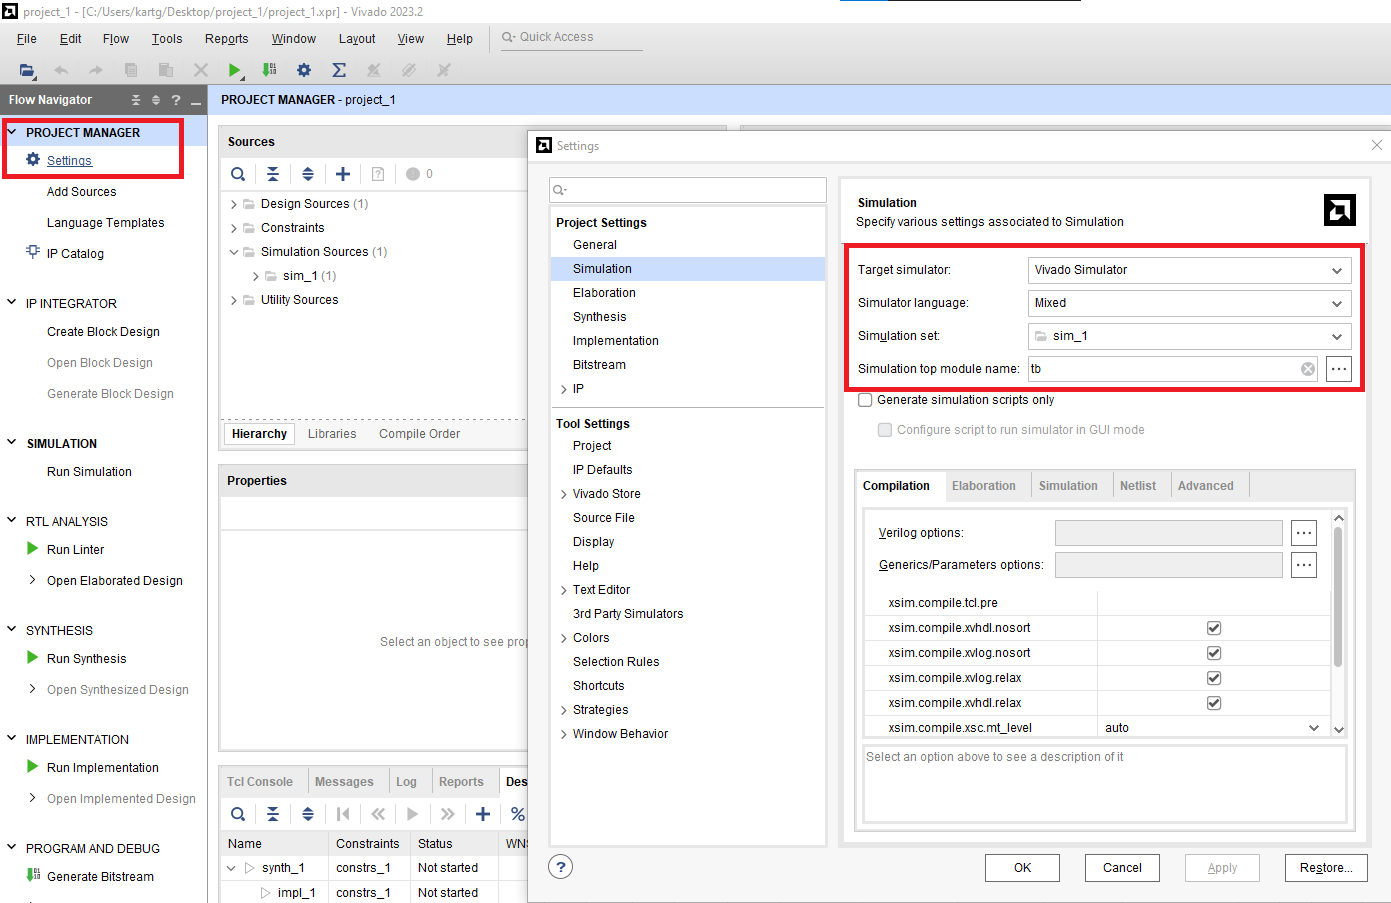 project_1 - [C:/Users/kartg/Desktop/project_1/project_1.xpr] - Vivado 2023.2
File Edit Flow Tools Reports Window Layout View Help Quick Access
Flow Navigator
PROJECT MANAGER
Settings
Add Sources
Language Templates
IP Catalog
IP INTEGRATOR
Create Block Design
Open Block Design
Generate Block Design
SIMULATION
Run Simulation
RTL ANALYSIS
Run Linter
Open Elaborated Design
SYNTHESIS
Run Synthesis
Open Synthesized Design
IMPLEMENTATION
Run Implementation
Open Implemented Design
PROGRAM AND DEBUG
Generate Bitstream
PROJECT MANAGER - project_1
Sources
0
Design Sources (1)
Constraints
Simulation Sources (1)
sim_1 (1)
Utility Sources
Hierarchy Libraries Compile Order
Properties
Select an object to see prop
Tcl Console Messages Log Reports Des
Name Constraints Status WNS
synth_1 constrs_1 Not started
impl_1 constrs_1 Not started
Settings
Project Settings
General
Simulation
Elaboration
Synthesis
Implementation
Bitstream
IP
Tool Settings
Project
IP Defaults
Vivado Store
Source File
Display
Help
Text Editor
3rd Party Simulators
Colors
Selection Rules
Shortcuts
Strategies
Window Behavior
Simulation
Specify various settings associated to Simulation
Target simulator: Vivado Simulator
Simulator language: Mixed
Simulation set: sim_1
Simulation top module name: tb
Generate simulation scripts only
Configure script to run simulator in GUI mode
Compilation Elaboration Simulation Netlist Advanced
Verilog options:
Generics/Parameters options:
xsim.compile.tcl.pre
xsim.compile.xvhdl.nosort
xsim.compile.xvlog.nosort
xsim.compile.xvlog.relax
xsim.compile.xvhdl.relax
xsim.compile.xsc.mt_level auto
Select an option above to see a description of it
OK Cancel Apply Restore...